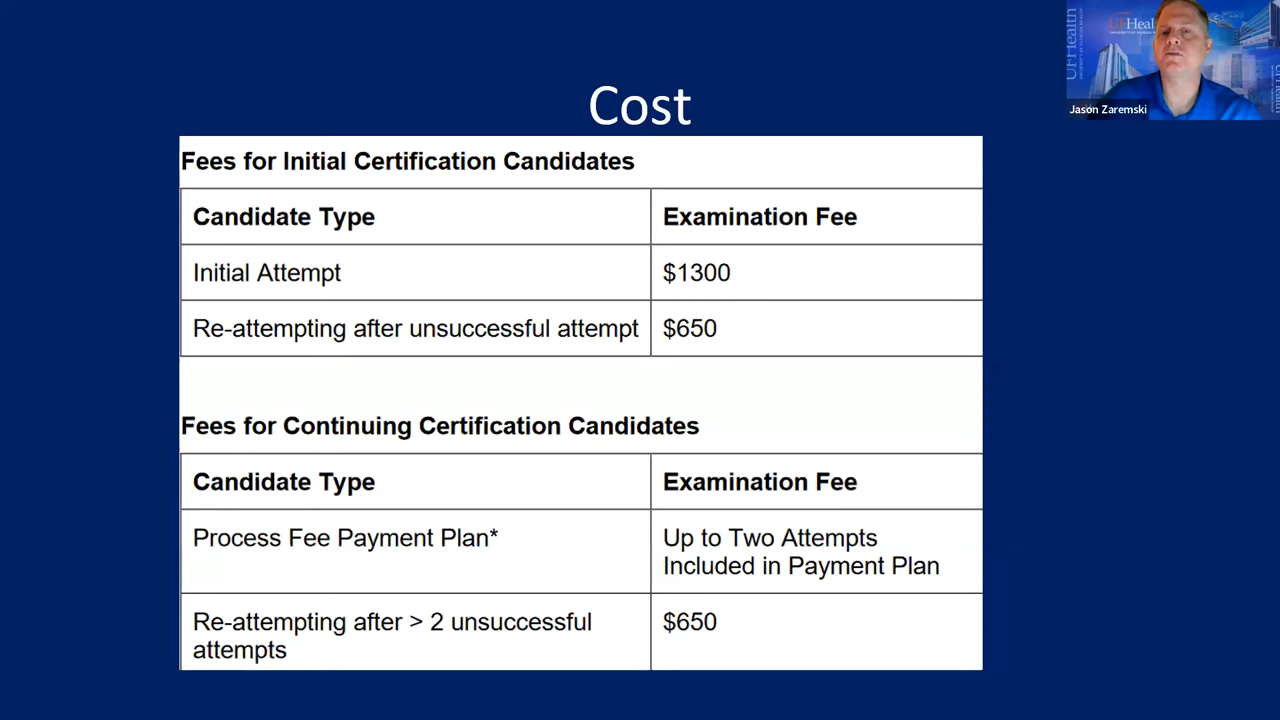 Cost
Fees for Initial Certification Candidates
Candidate Type Examination Fee
Initial Attempt $1300
Re-attempting after unsuccessful attempt $650
Fees for Continuing Certification Candidates
Candidate Type Examination Fee
Process Fee Payment Plan* Up to Two Attempts
Included in Payment Plan
Re-attempting after > 2 unsuccessful $650
attempts
UFHealth
Jason Zaremski